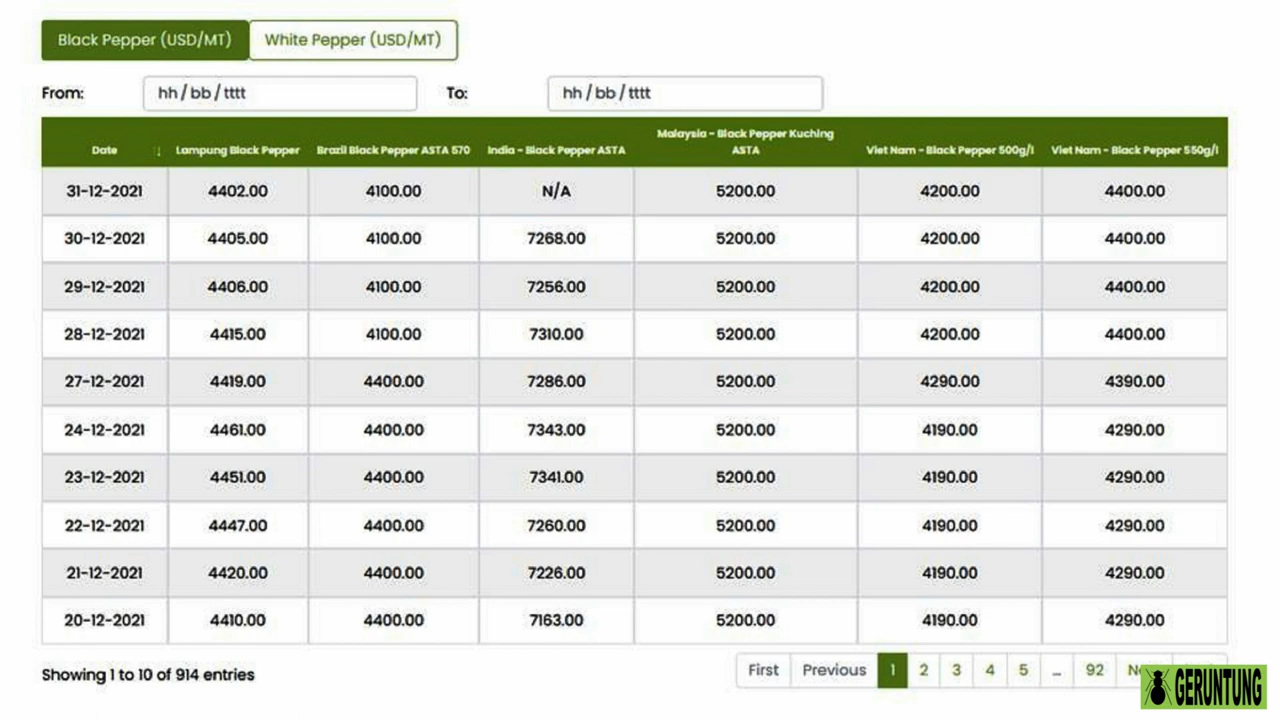 Black Pepper (USD/MT) White Pepper (USD/MT)
From: hh / bb / tttt To: hh / bb / tttt
Malaysia - Black Pepper Kuching
Date Lampung Black Pepper Brazil Black Pepper ASTA 570 India - Black Pepper ASTA ASTA Viet Nam - Black Pepper 500g/l Viet Nam - Black Pepper 550g/l
31-12-2021 4402.00 4100.00 N/A 5200.00 4200.00 4400.00
30-12-2021 4405.00 4100.00 7268.00 5200.00 4200.00 4400.00
29-12-2021 4406.00 4100.00 7256.00 5200.00 4200.00 4400.00
28-12-2021 4415.00 4100.00 7310.00 5200.00 4200.00 4400.00
27-12-2021 4419.00 4400.00 7286.00 5200.00 4290.00 4390.00
24-12-2021 4461.00 4400.00 7343.00 5200.00 4190.00 4290.00
23-12-2021 4451.00 4400.00 7341.00 5200.00 4190.00 4290.00
22-12-2021 4447.00 4400.00 7260.00 5200.00 4190.00 4290.00
21-12-2021 4420.00 4400.00 7226.00 5200.00 4190.00 4290.00
20-12-2021 4410.00 4400.00 7163.00 5200.00 4190.00 4290.00
Showing 1 to 10 of 914 entries First Previous 1 2 3 4 5 ... 92
GERUNTUNG